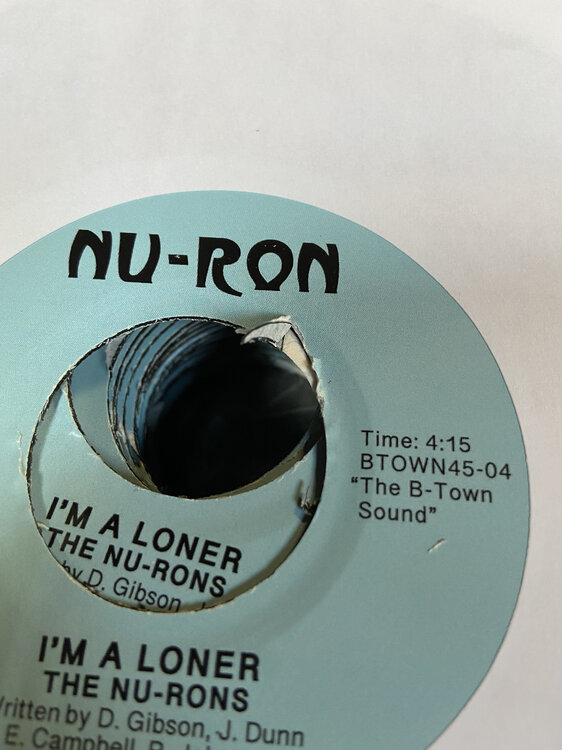 NU-RON
Time: 4:15
BTOWN45-04
"The B-Town
Sound"
I'M A LONER
THE NU-RONS
by D. Gibson,
I'M A LONER
THE NU-RONS
Written by D. Gibson, J. Dunn
E. Campbell,